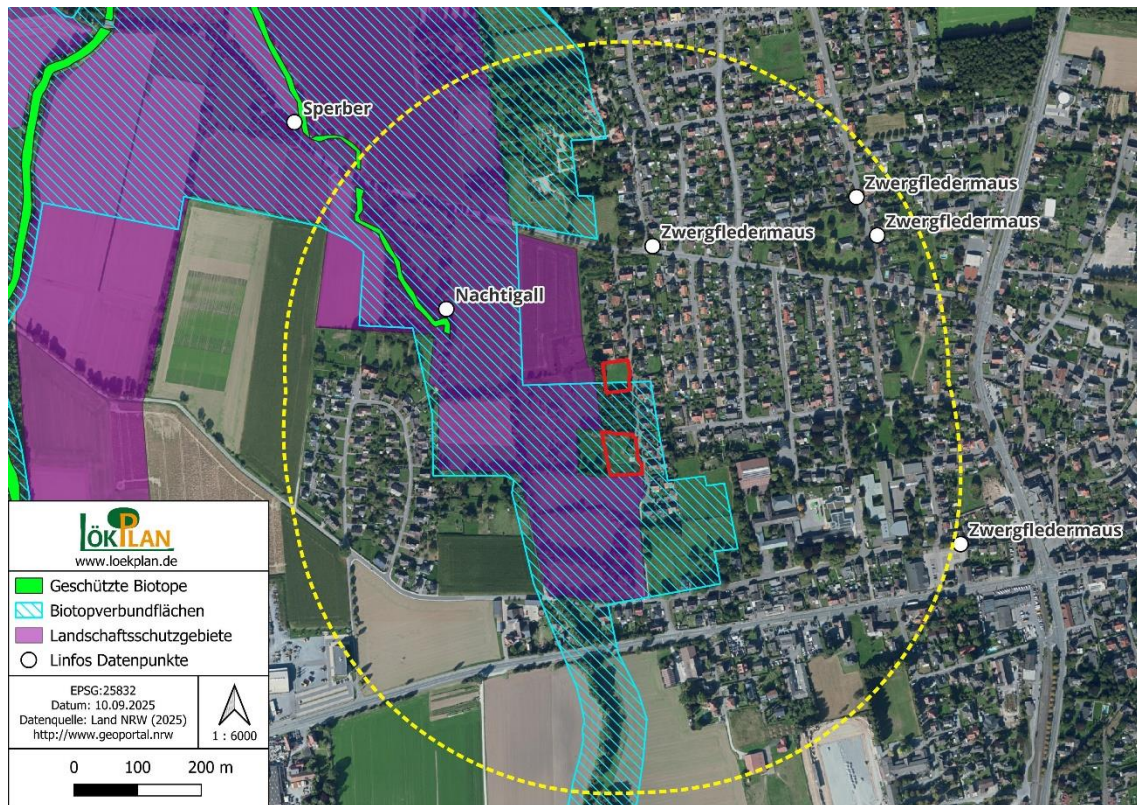 Sperber
Zwergfledermaus
Zwergfledermaus
Zwergfledermaus
Nachtigall
Zwergfledermaus
LÖKPLAN
www.loekplan.de
Geschützte Biotope
Biotopverbundflächen
Landschaftsschutzgebiete
Linfos Datenpunkte
EPSG:25832
Datum: 10.09.2025
Datenquelle: Land NRW (2025)
http://www.geoportal.nrw
1 : 6000
0 100 200 m